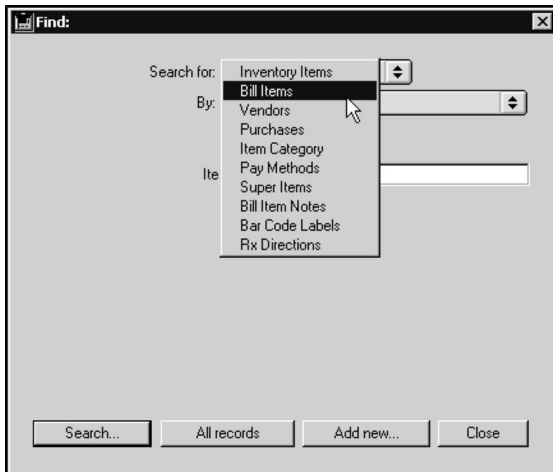 Find:
Search for: Inventory Items
Bill Items
By:
Vendors
Purchases
Item Category
Ite
Pay Methods
Super Items
Bill Item Notes
Bar Code Labels
Rx Directions
Search... All records Add new... Close